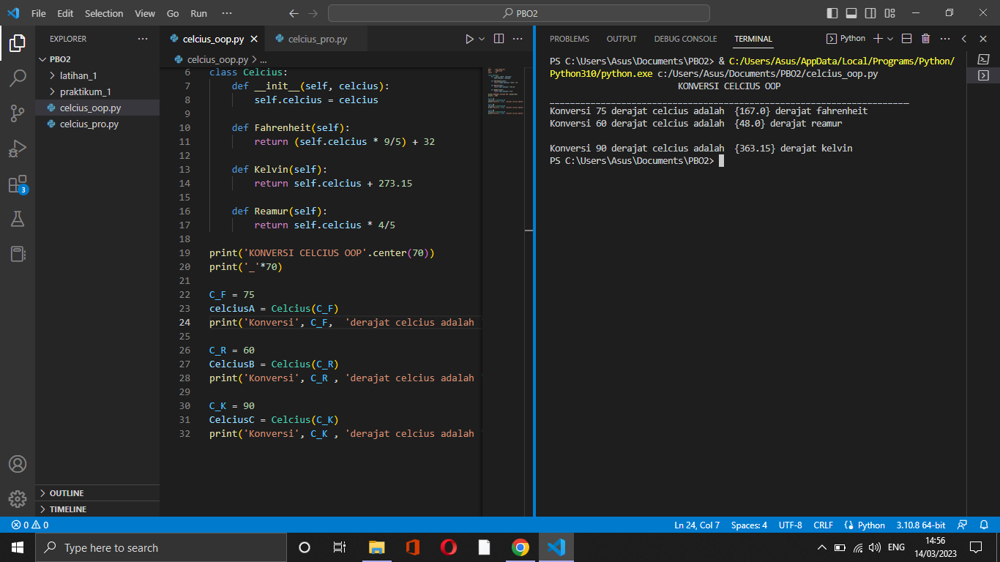 File Edit Selection View Go Run ··· PBO2
EXPLORER ···
PBO2
latihan_1
praktikum_1
celcius_oop.py
celcius_pro.py
OUTLINE
TIMELINE
3
celcius_oop.py celcius_pro.py
celcius_oop.py > ...
6 class Celcius:
7 def __init__(self, celcius):
8 self.celcius = celcius
9
10 def Fahrenheit(self):
11 return (self.celcius * 9/5) + 32
12
13 def Kelvin(self):
14 return self.celcius + 273.15
15
16 def Reamur(self):
17 return self.celcius * 4/5
18
19 print('KONVERSI CELCIUS OOP'.center(70))
20 print('_'*70)
21
22 C_F = 75
23 celciusA = Celcius(C_F)
24 print('Konversi', C_F,  'derajat celcius adalah
25
26 C_R = 60
27 CelciusB = Celcius(C_R)
28 print('Konversi', C_R , 'derajat celcius adalah
29
30 C_K = 90
31 CelciusC = Celcius(C_K)
32 print('Konversi', C_K , 'derajat celcius adalah
PROBLEMS OUTPUT DEBUG CONSOLE TERMINAL Python
PS C:\Users\Asus\Documents\PBO2> & C:/Users/Asus/AppData/Local/Programs/Python/
Python310/python.exe c:/Users/Asus/Documents/PBO2/celcius_oop.py
KONVERSI CELCIUS OOP
______________________________________________________________________
Konversi 75 derajat celcius adalah  {167.0} derajat fahrenheit
Konversi 60 derajat celcius adalah  {48.0} derajat reamur
Konversi 90 derajat celcius adalah  {363.15} derajat kelvin
PS C:\Users\Asus\Documents\PBO2>
0 0 Ln 24, Col 7 Spaces: 4 UTF-8 CRLF Python 3.10.8 64-bit
Type here to search ENG 14:56
14/03/2023